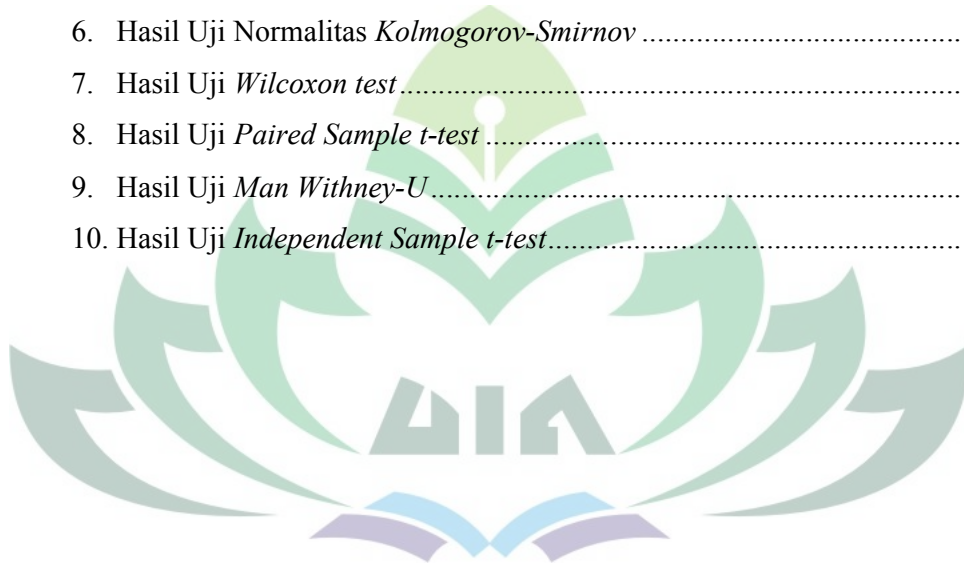 6. Hasil Uji Normalitas Kolmogorov-Smirnov ................................................
7. Hasil Uji Wilcoxon test ................................................................................
8. Hasil Uji Paired Sample t-test ......................................................................
9. Hasil Uji Man Withney-U .............................................................................
10. Hasil Uji Independent Sample t-test ............................................................
UIN